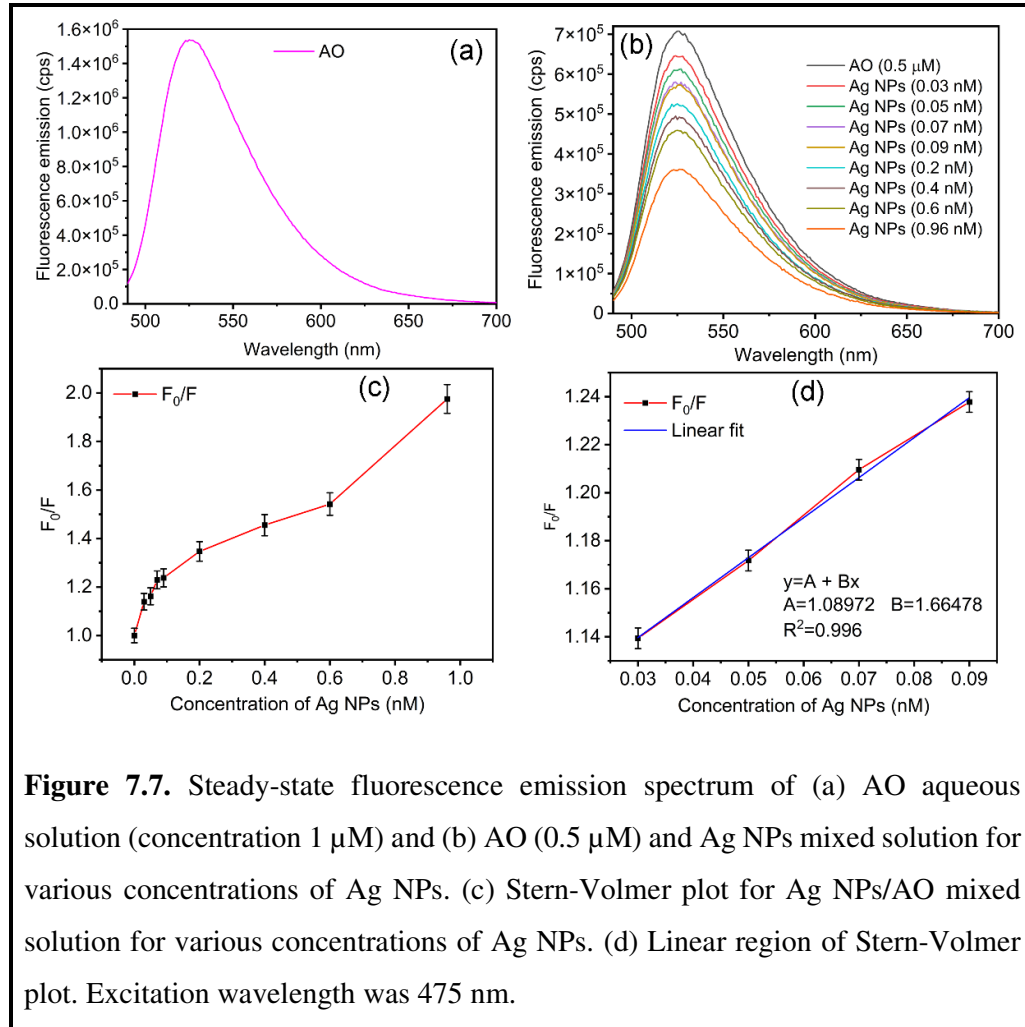 (a)
AO
Fluorescence emission (cps)
1.6×10⁶
1.4×10⁶
1.2×10⁶
1.0×10⁶
8.0×10⁵
6.0×10⁵
4.0×10⁵
2.0×10⁵
0.0
500 550 600 650 700
Wavelength (nm)
(b)
AO (0.5 μM)
Ag NPs (0.03 nM)
Ag NPs (0.05 nM)
Ag NPs (0.07 nM)
Ag NPs (0.09 nM)
Ag NPs (0.2 nM)
Ag NPs (0.4 nM)
Ag NPs (0.6 nM)
Ag NPs (0.96 nM)
Fluorescence emission (cps)
7×10⁵
6×10⁵
5×10⁵
4×10⁵
3×10⁵
2×10⁵
1×10⁵
0
500 550 600 650 700
Wavelength (nm)
(c)
F₀/F
F₀/F
2.0
1.8
1.6
1.4
1.2
1.0
0.0 0.2 0.4 0.6 0.8 1.0
Concentration of Ag NPs (nM)
(d)
F₀/F
Linear fit
F₀/F
1.24
1.22
1.20
1.18
1.16
1.14
y=A + Bx
A=1.08972 B=1.66478
R²=0.996
0.03 0.04 0.05 0.06 0.07 0.08 0.09
Concentration of Ag NPs (nM)
Figure 7.7. Steady-state fluorescence emission spectrum of (a) AO aqueous
solution (concentration 1 µM) and (b) AO (0.5 µM) and Ag NPs mixed solution for
various concentrations of Ag NPs. (c) Stern-Volmer plot for Ag NPs/AO mixed
solution for various concentrations of Ag NPs. (d) Linear region of Stern-Volmer
plot. Excitation wavelength was 475 nm.